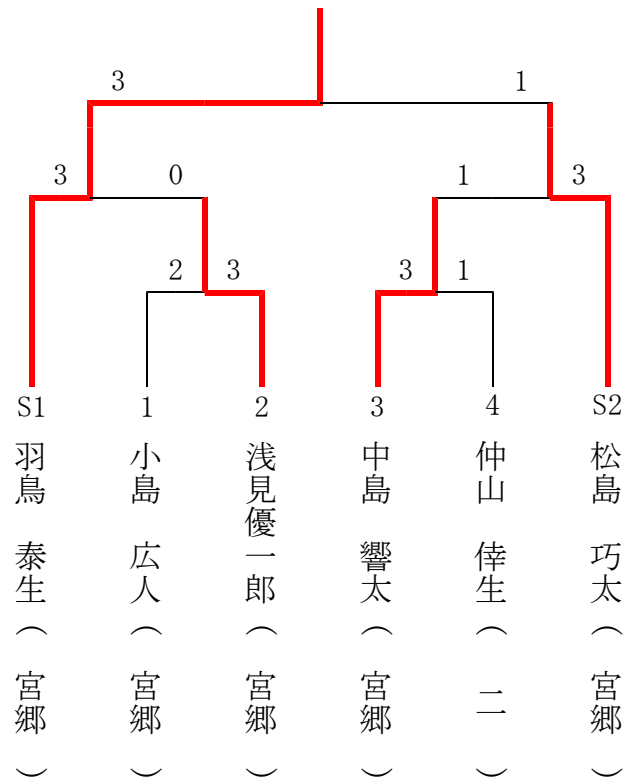 3 1
3 0 1 3
2 3 3 1
S1 1 2 3 4 S2
羽鳥 泰生(宮郷)
小島 広人(宮郷)
浅見優一郎(宮郷)
中島 響太(宮郷)
仲山 倖生(二)
松島 巧太(宮郷)